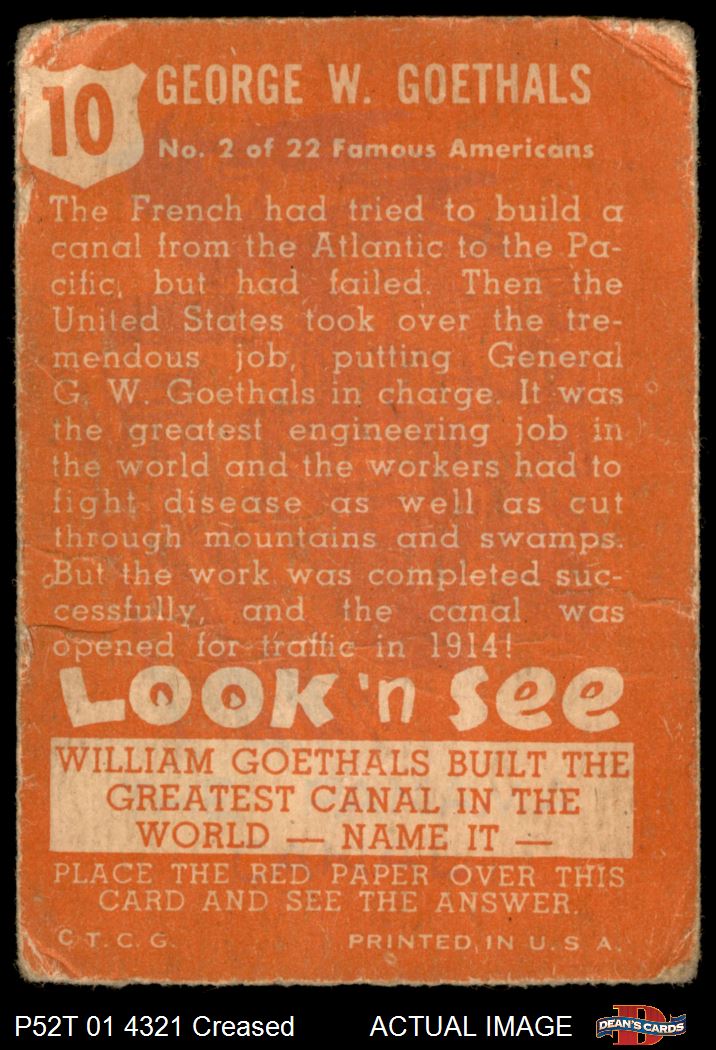 10
GEORGE W. GOETHALS
No. 2 of 22 Famous Americans
The French had tried to build a
canal from the Atlantic to the Pa-
cific, but had failed. Then the
United States took over the tre-
mendous job, putting General
G. W. Goethals in charge. It was
the greatest engineering job in
the world and the workers had to
fight disease as well as cut
through mountains and swamps.
But the work was completed suc-
cessfully, and the canal was
opened for traffic in 1914!
LOOK 'n SEE
WILLIAM GOETHALS BUILT THE
GREATEST CANAL IN THE
WORLD — NAME IT —
PLACE THE RED PAPER OVER THIS
CARD AND SEE THE ANSWER.
© T. C. G. PRINTED IN U. S. A.
P52T 01 4321 Creased ACTUAL IMAGE DEAN'S CARDS